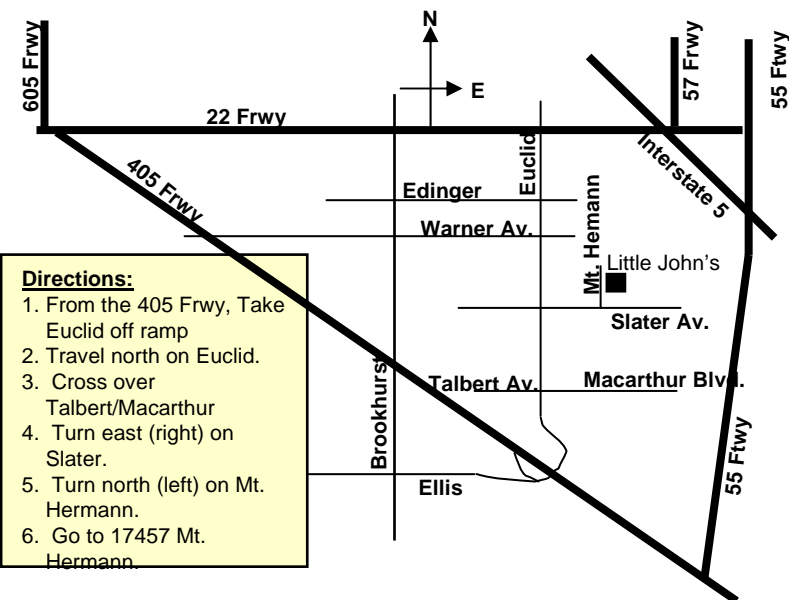 N
605 Frwy
57 Frwy
55 Ftwy
E
22 Frwy
Euclid
Interstate 5
405 Frwy
Edinger
Mt. Hemann
Warner Av.
Little John's
Directions:
1. From the 405 Frwy, Take
Euclid off ramp
2. Travel north on Euclid.
3. Cross over
Talbert/Macarthur
4. Turn east (right) on
Slater.
5. Turn north (left) on Mt.
Hermann.
6. Go to 17457 Mt.
Hermann.
Slater Av.
Brookhurst
Talbert Av.
Macarthur Blvd.
55 Ftwy
Ellis